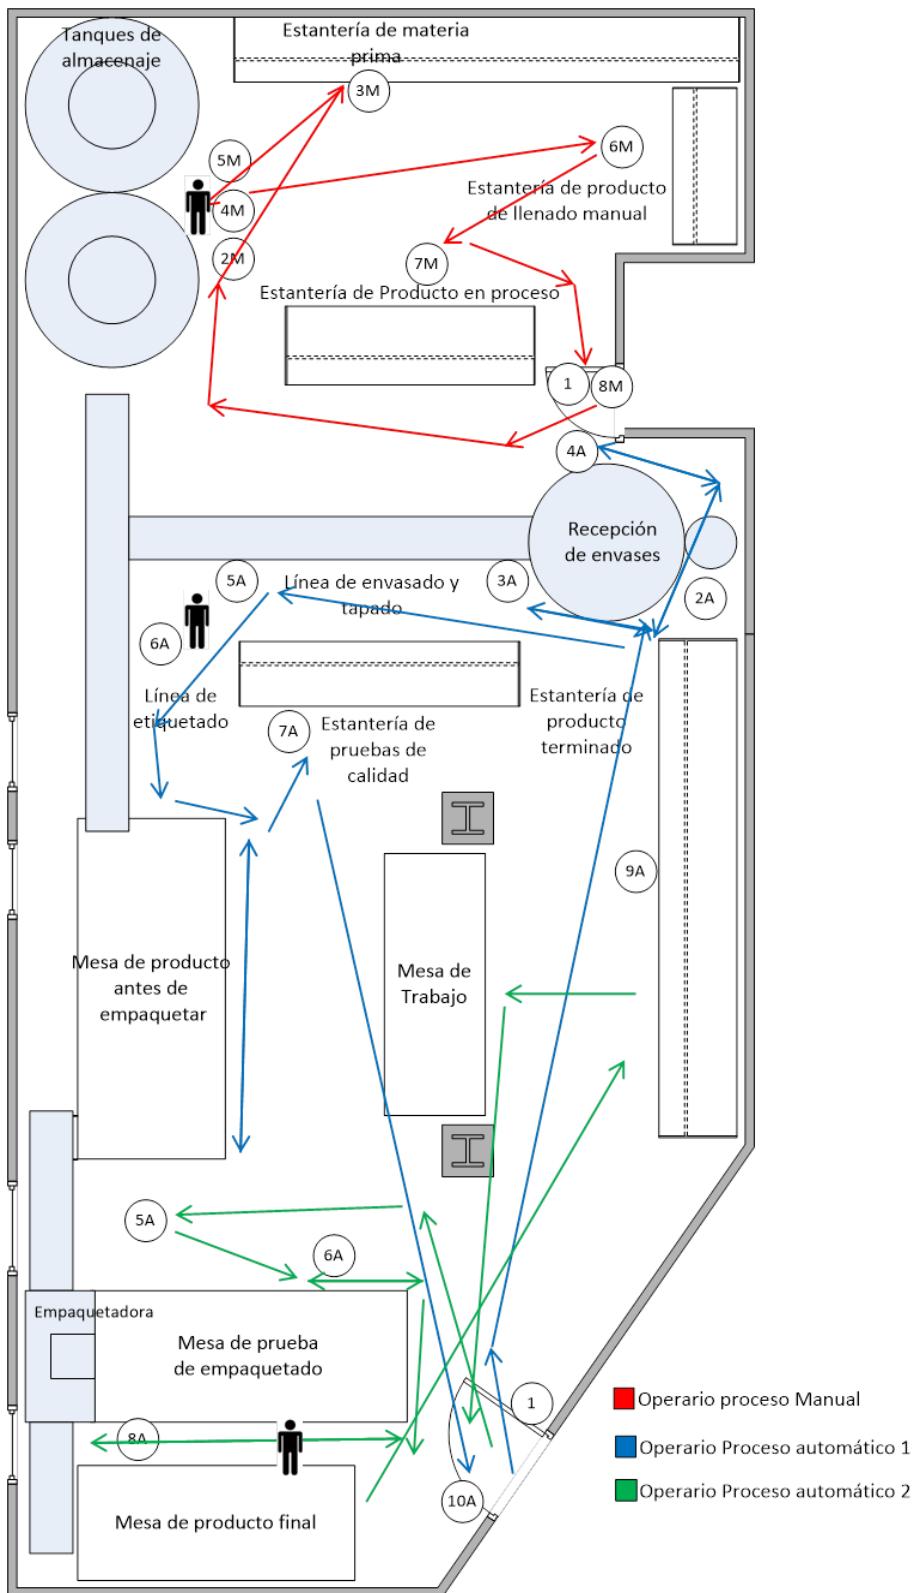 Tanques de
almacenaje
Estantería de materia
prima
3M
5M
6M
4M
Estantería de producto
de llenado manual
2M
7M
Estantería de Producto en proceso
1
8M
4A
Recepción
de envases
5A
Línea de envasado y
tapado
3A
2A
6A
Línea de
etiquetado
7A
Estantería de
pruebas de
calidad
Estantería de
producto
terminado
9A
Mesa de producto
antes de
empaquetar
Mesa de
Trabajo
5A
6A
Empaquetadora
Mesa de prueba
de empaquetado
1
8A
10A
Mesa de producto final
Operario proceso Manual
Operario Proceso automático 1
Operario Proceso automático 2